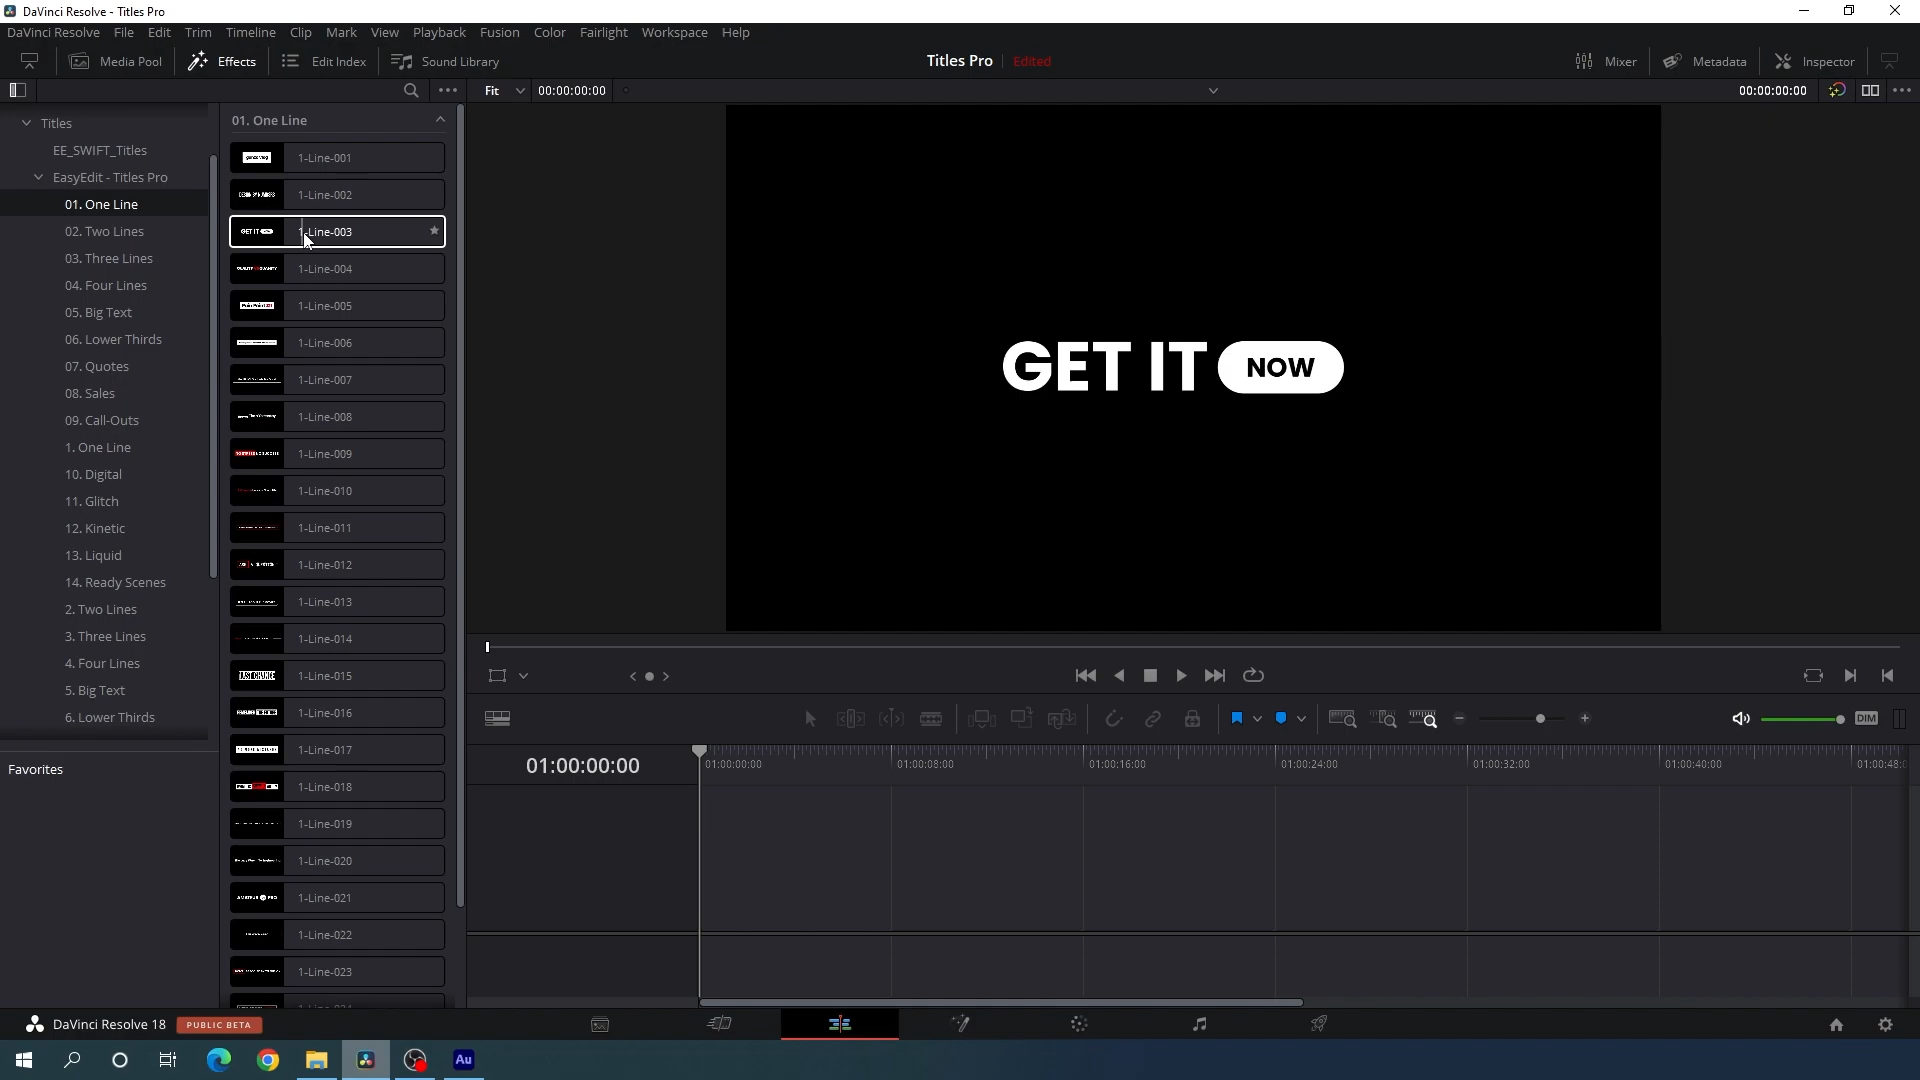 DaVinci Resolve - Titles Pro
DaVinci Resolve File Edit Trim Timeline Clip Mark View Playback Fusion Color Fairlight Workspace Help
Media Pool Effects Edit Index Sound Library Titles Pro Edited Mixer Metadata Inspector
Fit 00:00:00:00 00:00:00:00
Titles
EE_SWIFT_Titles
EasyEdit - Titles Pro
01. One Line
02. Two Lines
03. Three Lines
04. Four Lines
05. Big Text
06. Lower Thirds
07. Quotes
08. Sales
09. Call-Outs
1. One Line
10. Digital
11. Glitch
12. Kinetic
13. Liquid
14. Ready Scenes
2. Two Lines
3. Three Lines
4. Four Lines
5. Big Text
6. Lower Thirds
Favorites
01. One Line
1-Line-001
1-Line-002
GET IT 1-Line-003
1-Line-004
1-Line-005
1-Line-006
1-Line-007
1-Line-008
1-Line-009
1-Line-010
1-Line-011
1-Line-012
1-Line-013
1-Line-014
JUST CHANGE 1-Line-015
1-Line-016
1-Line-017
1-Line-018
1-Line-019
1-Line-020
1-Line-021
1-Line-022
1-Line-023
GET IT NOW
DIM
01:00:00:00
01:00:00:00 01:00:08:00 01:00:16:00 01:00:24:00 01:00:32:00 01:00:40:00 01:00:48:0
DaVinci Resolve 18 PUBLIC BETA
Au